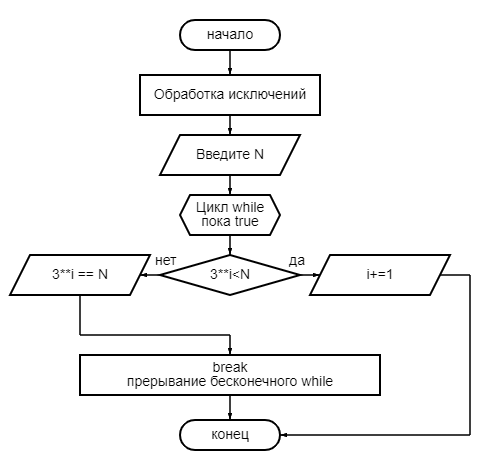 начало
Обработка исключений
Введите N
Цикл while
пока true
нет
да
3**i == N
3**i<N
i+=1
break
прерывание бесконечного while
конец